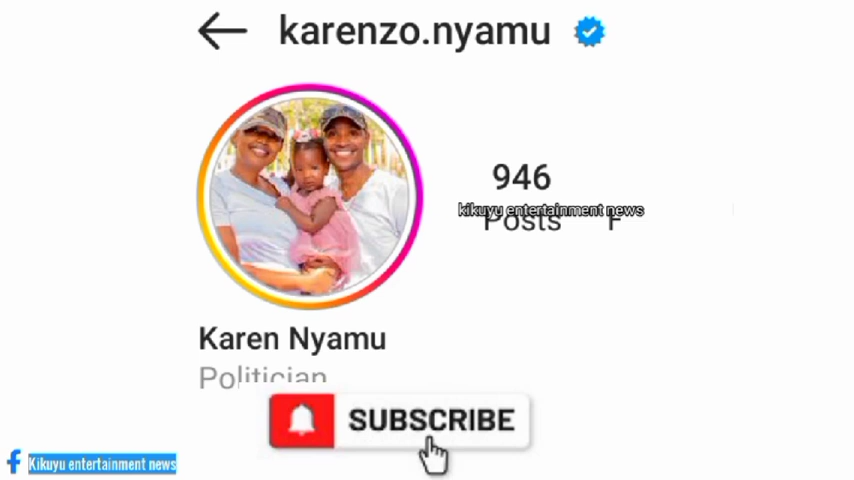 karenzo.nyamu
946
kikuyu entertainment news
Posts F
Karen Nyamu
Politician
SUBSCRIBE
Kikuyu entertainment news